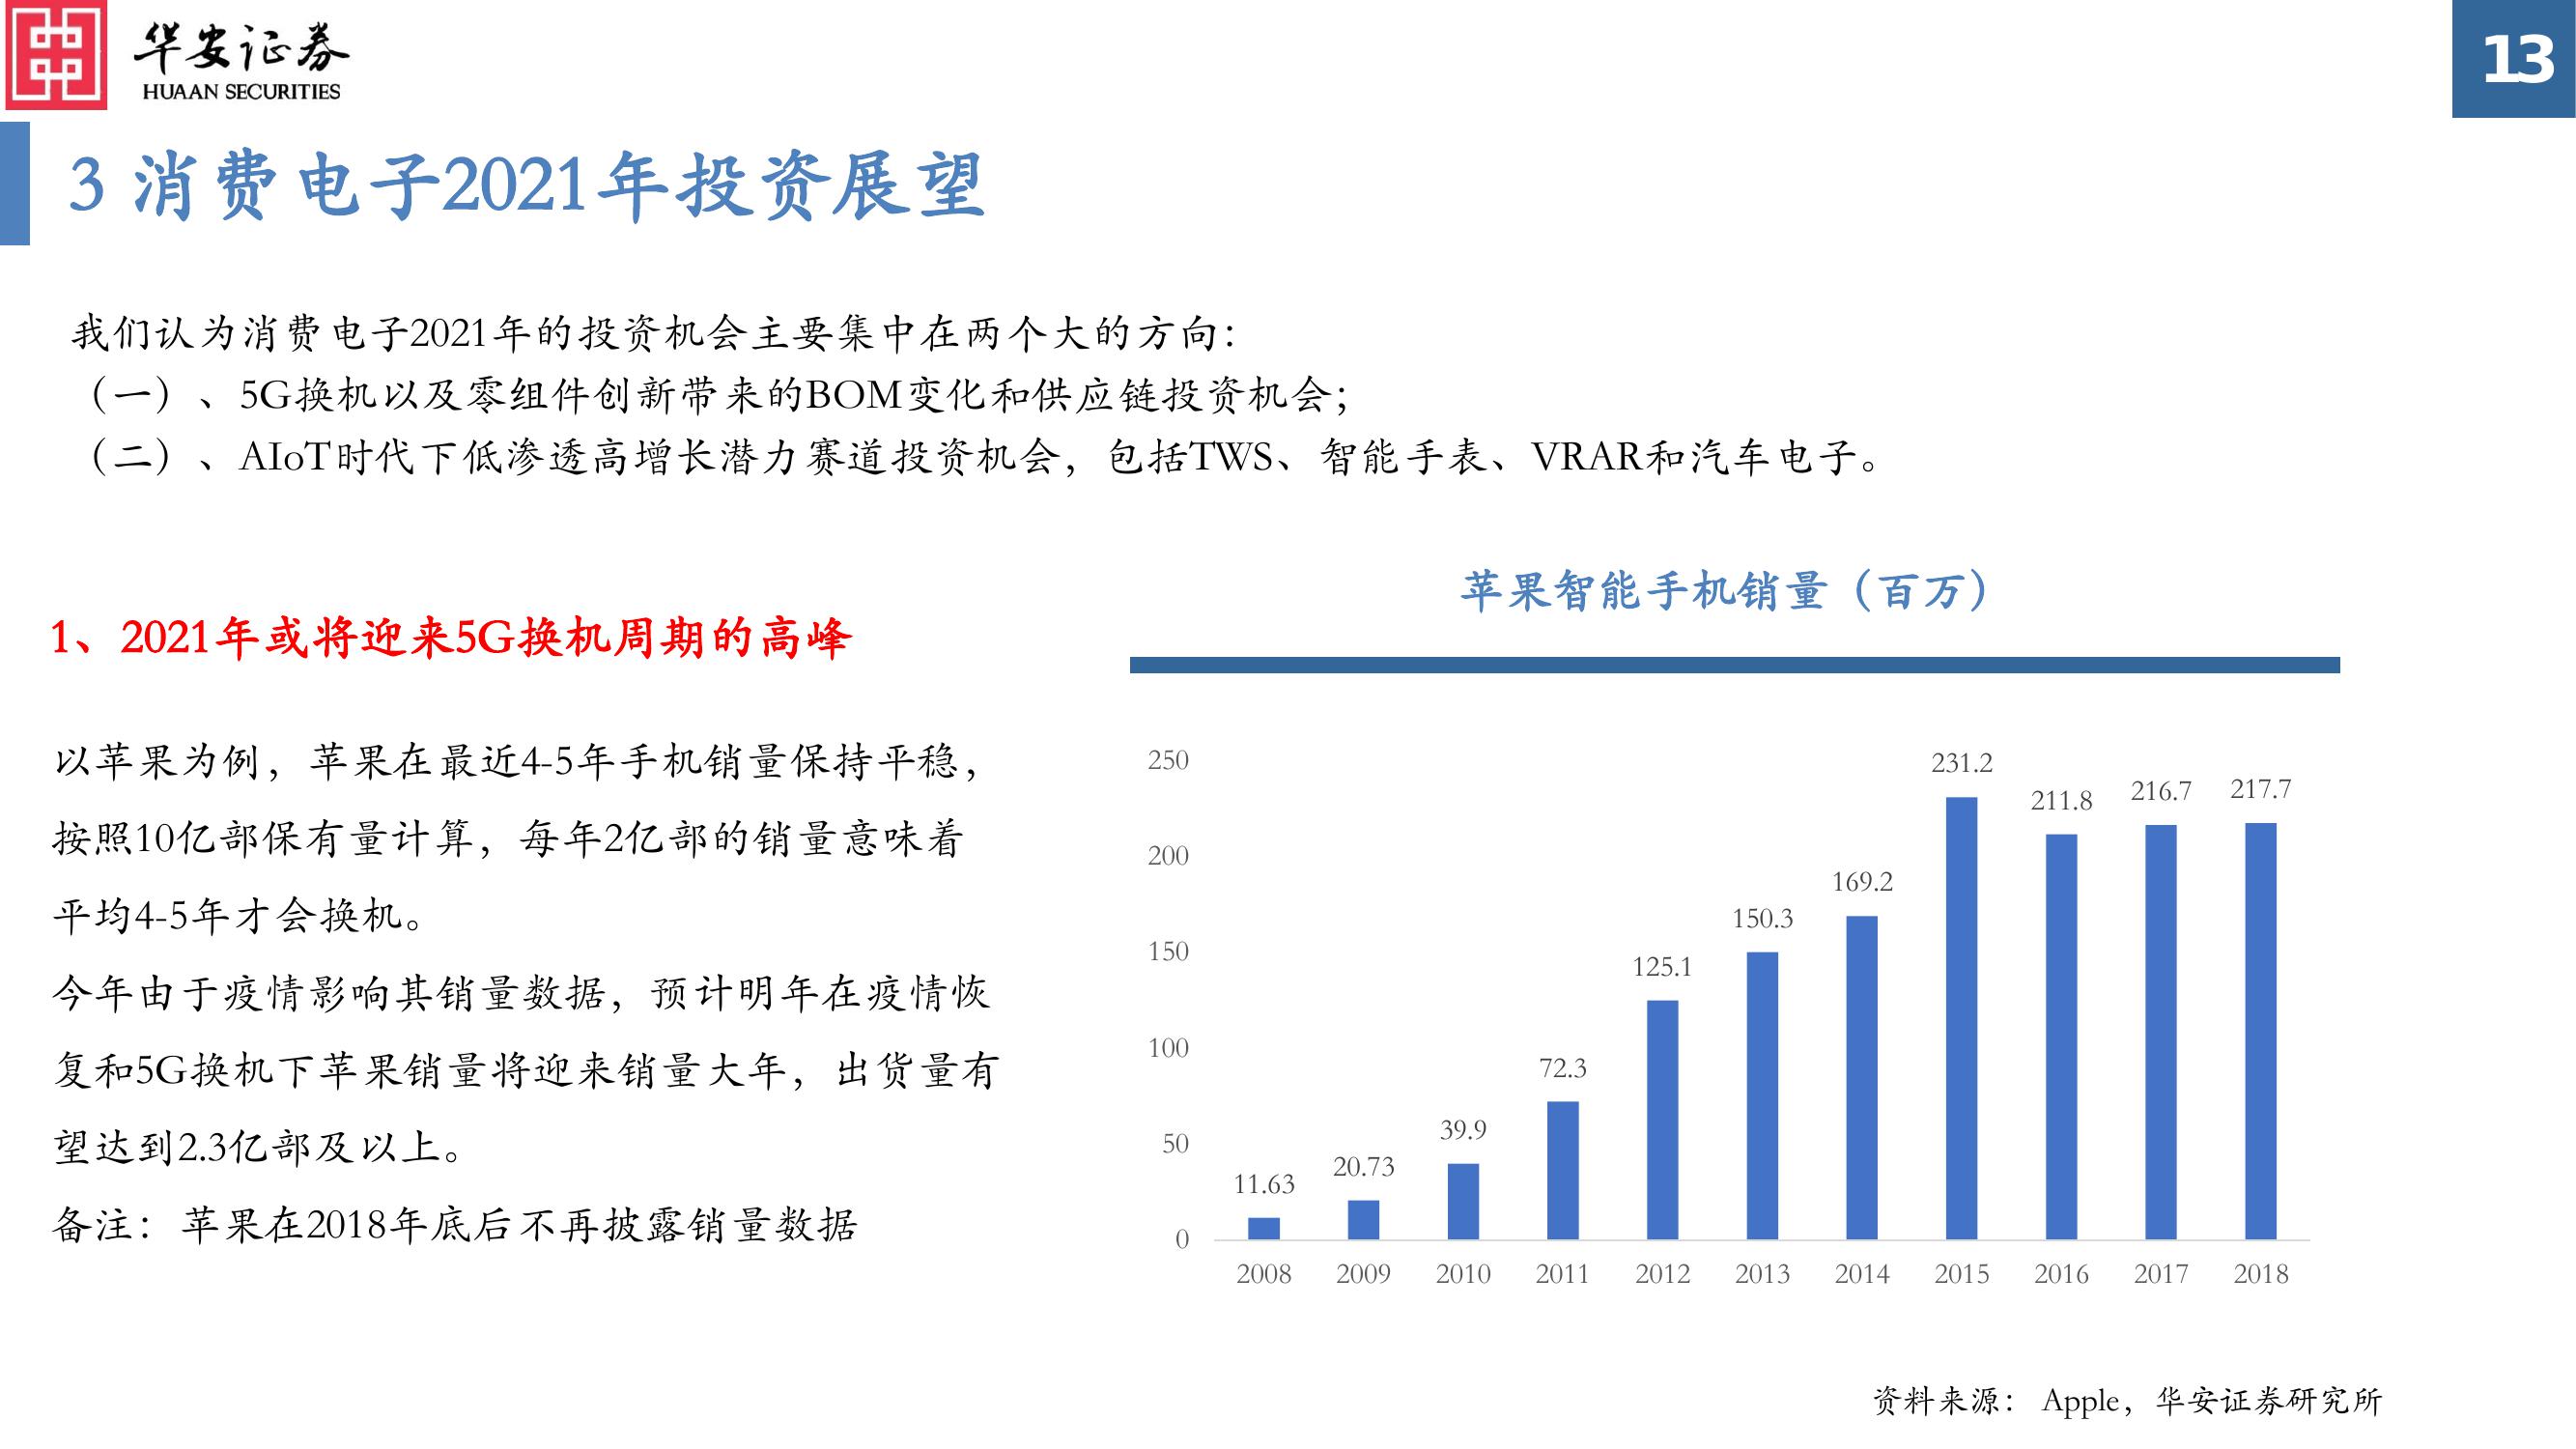 华安证券
HUAAN SECURITIES
13
3 消费电子2021年投资展望
我们认为消费电子2021年的投资机会主要集中在两个大的方向：
（一）、5G换机以及零组件创新带来的BOM变化和供应链投资机会；
（二）、AIoT时代下低渗透高增长潜力赛道投资机会，包括TWS、智能手表、VRAR和汽车电子。
1、2021年或将迎来5G换机周期的高峰
以苹果为例，苹果在最近4-5年手机销量保持平稳，
按照10亿部保有量计算，每年2亿部的销量意味着
平均4-5年才会换机。
今年由于疫情影响其销量数据，预计明年在疫情恢
复和5G换机下苹果销量将迎来销量大年，出货量有
望达到2.3亿部及以上。
备注：苹果在2018年底后不再披露销量数据
苹果智能手机销量（百万）
250
200
150
100
50
0
11.63
20.73
39.9
72.3
125.1
150.3
169.2
231.2
211.8
216.7
217.7
2008 2009 2010 2011 2012 2013 2014 2015 2016 2017 2018
资料来源： Apple，华安证券研究所